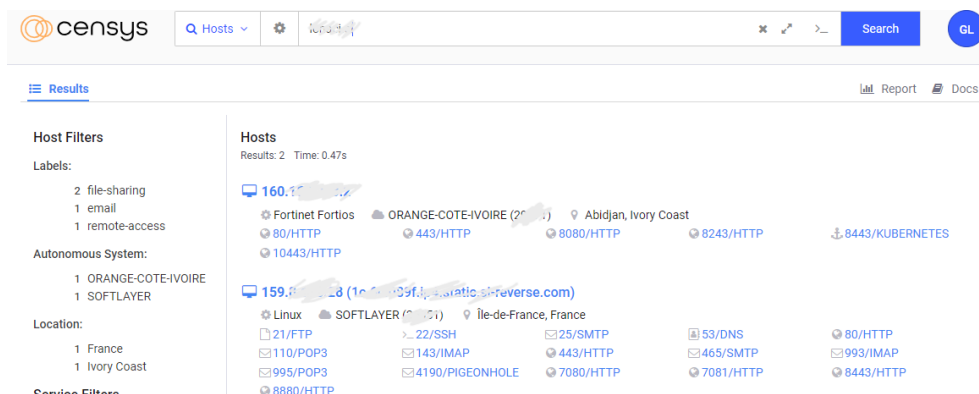 censys
Hosts
Search
GL
Results
Report
Docs
Host Filters
Labels:
2 file-sharing
1 email
1 remote-access
Autonomous System:
1 ORANGE-COTE-IVOIRE
1 SOFTLAYER
Location:
1 France
1 Ivory Coast
Service Filters
Hosts
Results: 2 Time: 0.47s
Fortinet Fortios ORANGE-COTE-IVOIRE Abidjan, Ivory Coast
80/HTTP 443/HTTP 8080/HTTP 8243/HTTP 8443/KUBERNETES
10443/HTTP
Linux SOFTLAYER Île-de-France, France
21/FTP 22/SSH 25/SMTP 53/DNS 80/HTTP
110/POP3 143/IMAP 443/HTTP 465/SMTP 993/IMAP
995/POP3 4190/PIGEONHOLE 7080/HTTP 7081/HTTP 8443/HTTP
8880/HTTP